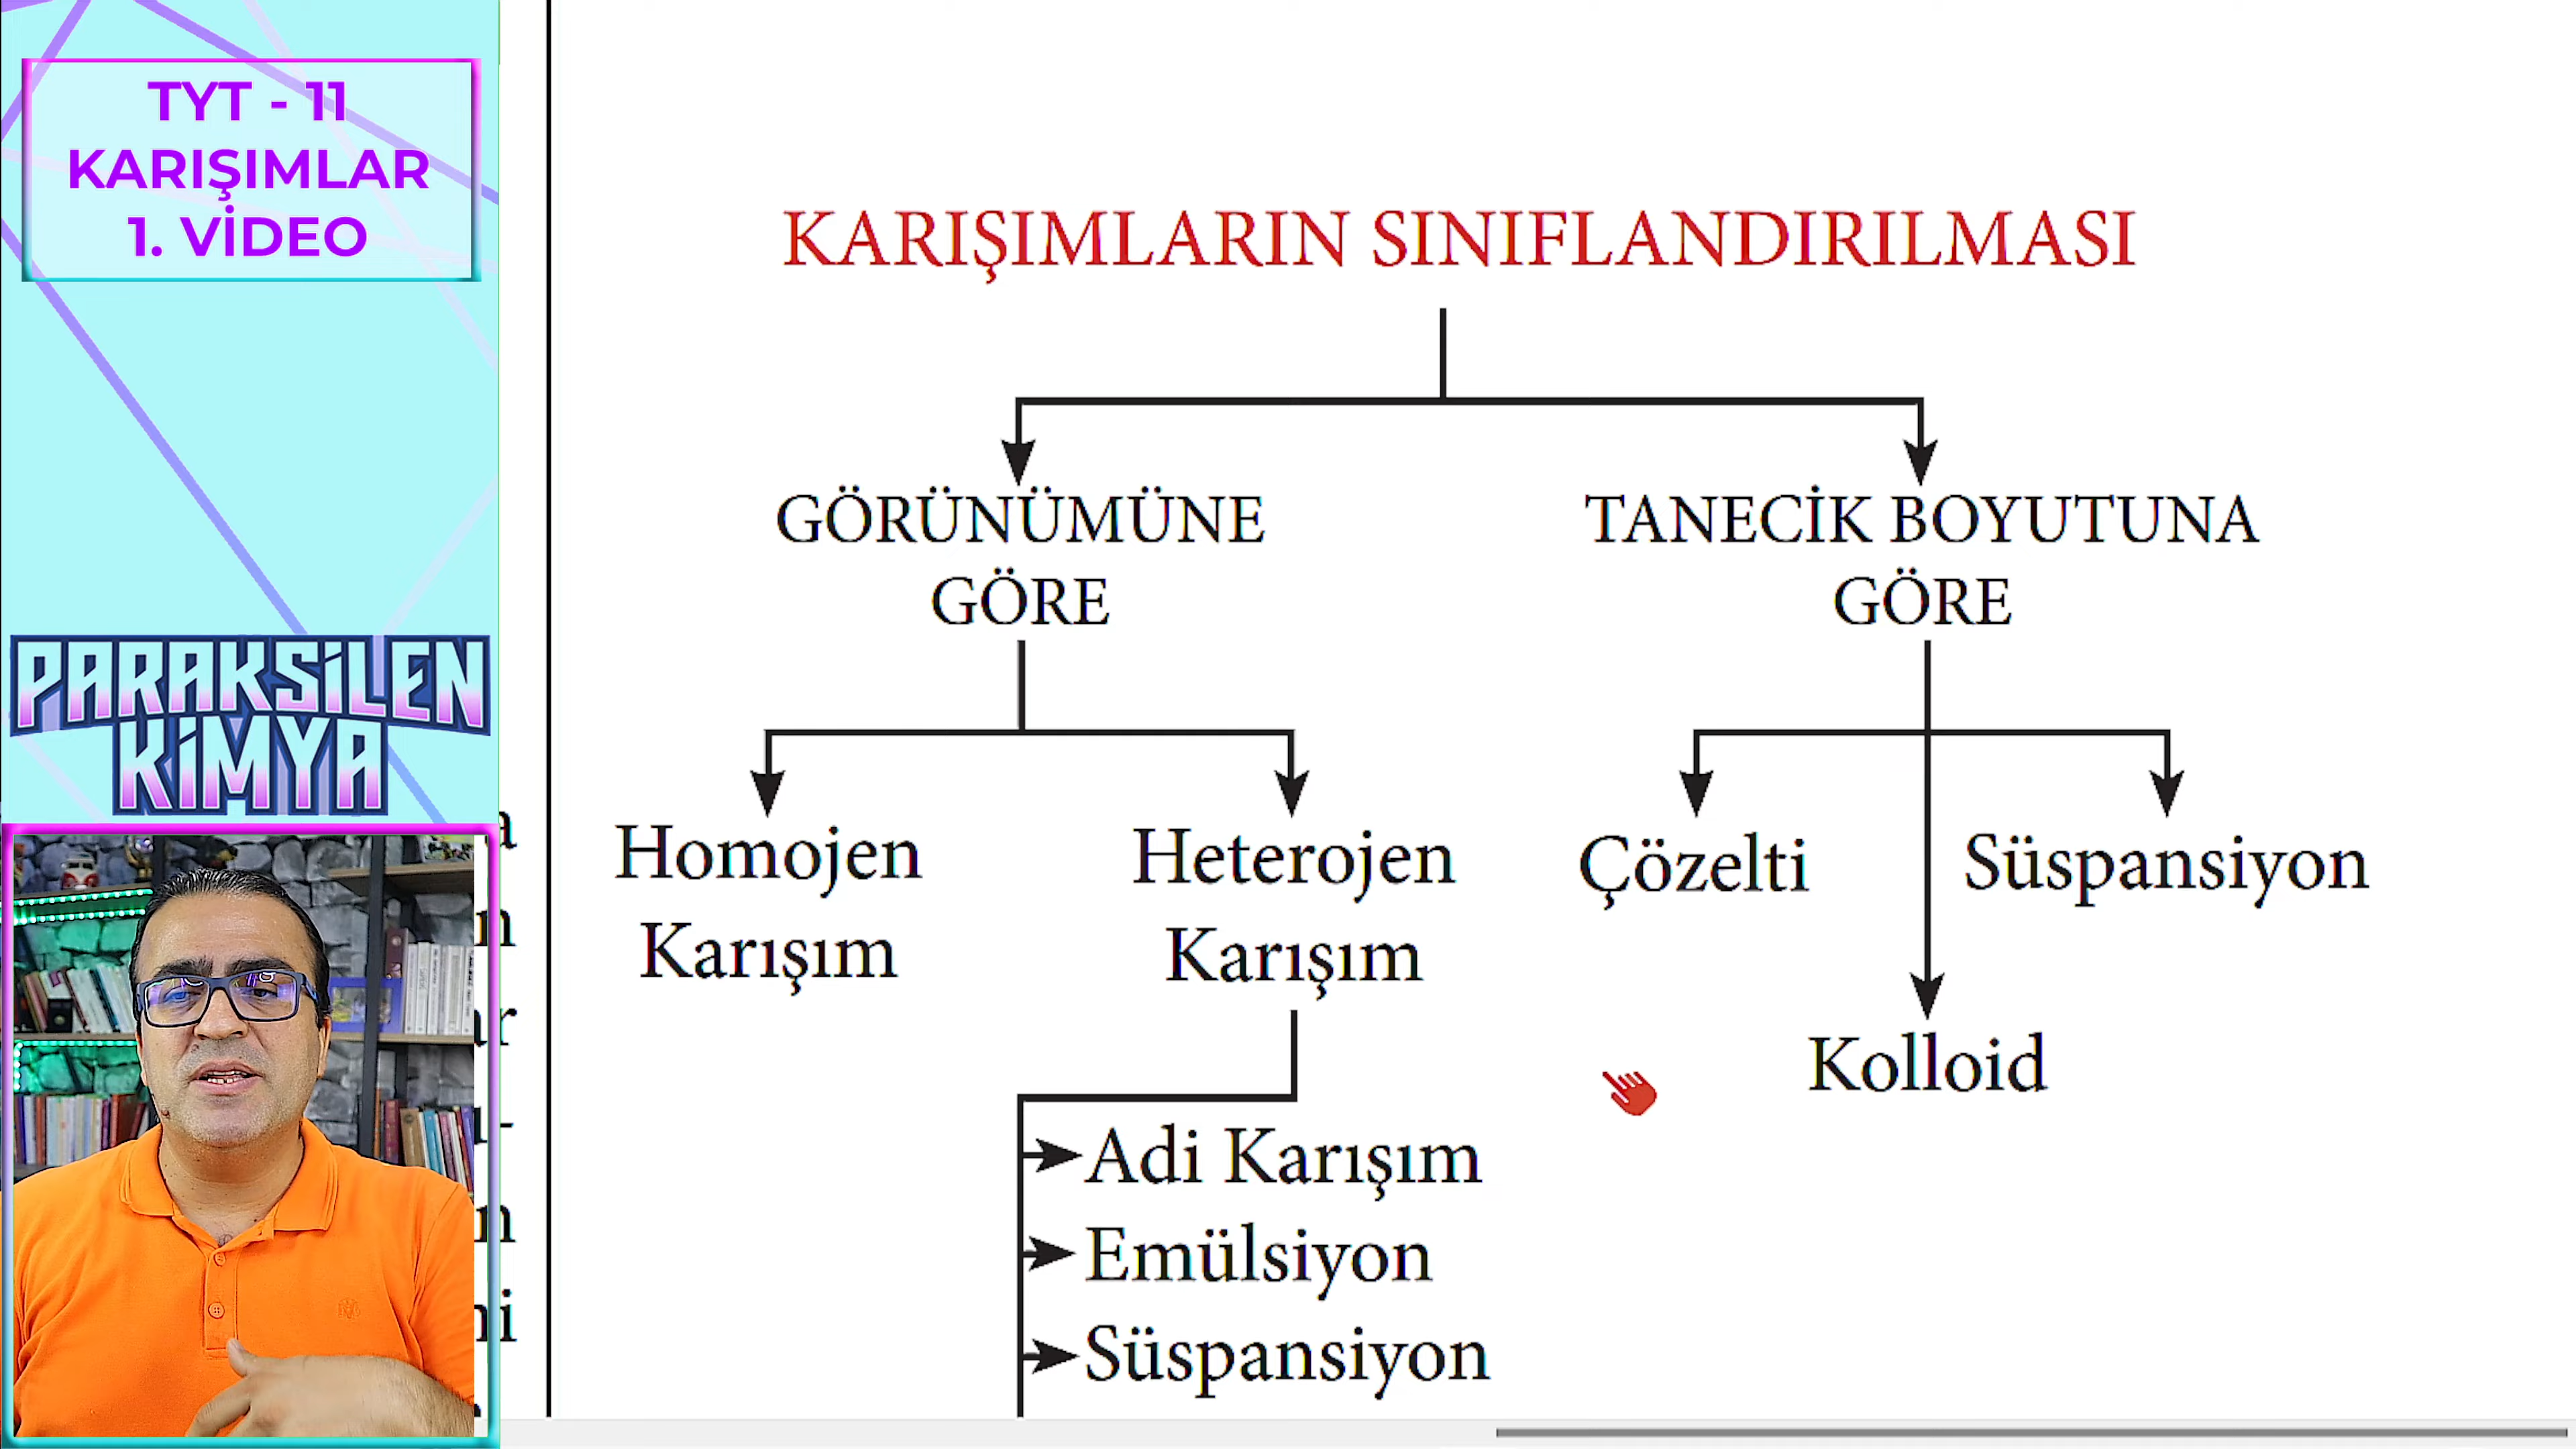 TYT - 11
KARIŞIMLAR
1. VİDEO
PARAKSİLEN
KİMYA
KARIŞIMLARIN SINIFLANDIRILMASI
GÖRÜNÜMÜNE
GÖRE
TANECİK BOYUTUNA
GÖRE
Homojen
Karışım
Heterojen
Karışım
Adi Karışım
Emülsiyon
Süspansiyon
Çözelti
Süspansiyon
Kolloid